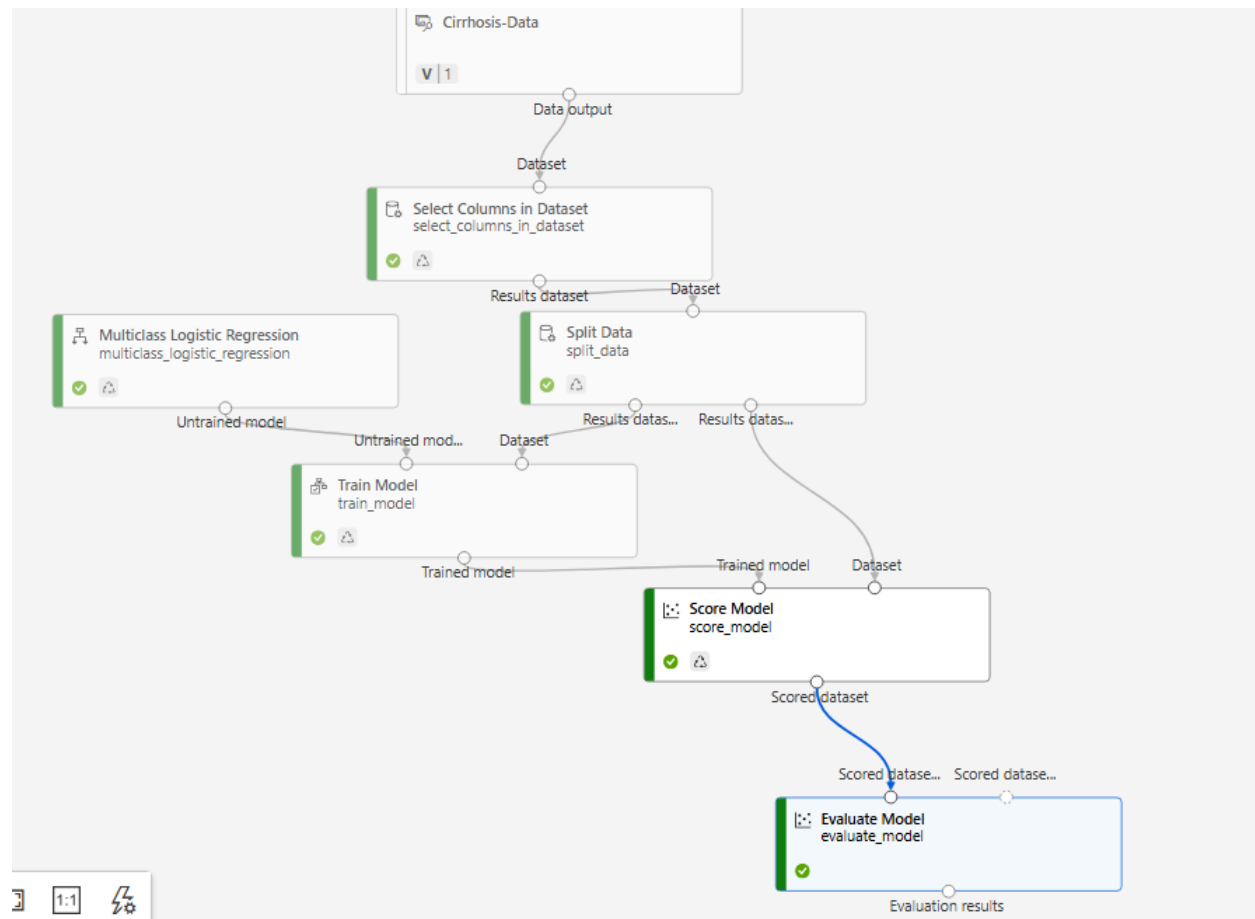 Cirrhosis-Data
V 1
Data output
Dataset
Select Columns in Dataset
select_columns_in_dataset
Results dataset
Dataset
Multiclass Logistic Regression
multiclass_logistic_regression
Split Data
split_data
Untrained model
Results datas...
Results datas...
Untrained mod...
Dataset
Train Model
train_model
Trained model
Trained model
Dataset
Score Model
score_model
Scored dataset
Scored datase...
Scored datase...
Evaluate Model
evaluate_model
1:1
Evaluation results